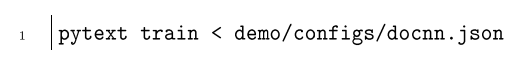 1 pytext train < demo/configs/docnn.json